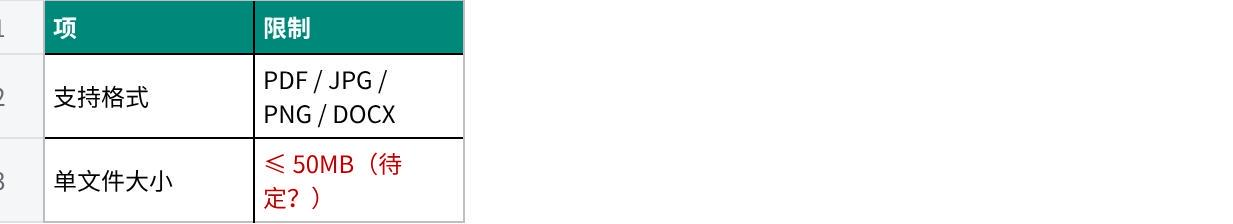 1
项
限制
2
支持格式
PDF / JPG /
PNG / DOCX
3
单文件大小
≤ 50MB（待
定？）